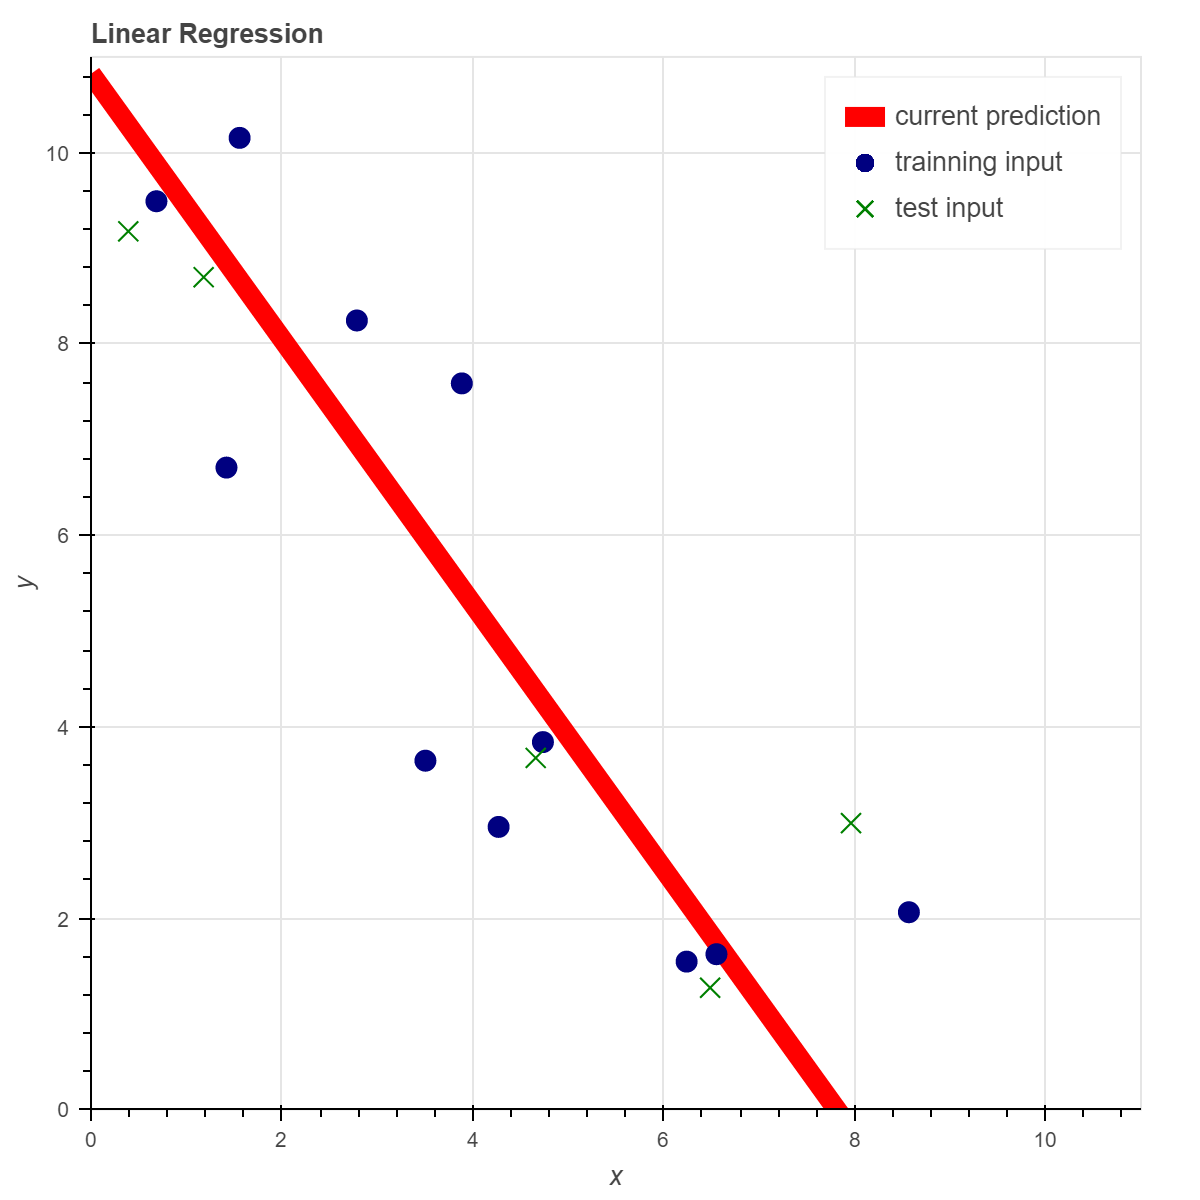 Linear Regression
current prediction
trainning input
test input
10
8
6
4
2
0
y
0 2 4 6 8 10
x